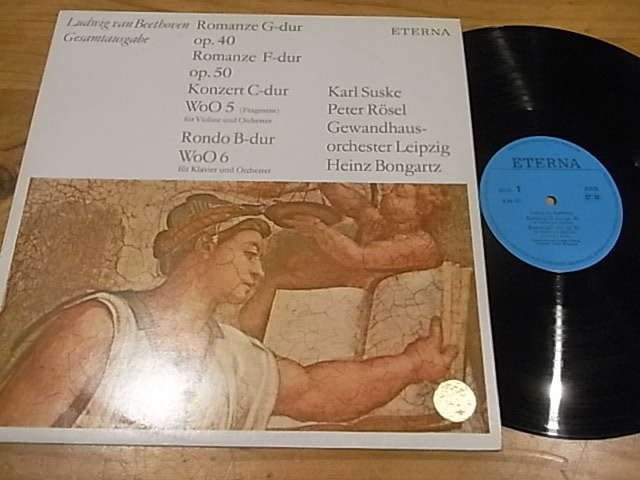 Ludwig van Beethoven
Gesamtausgabe
Romanze G-dur
op. 40
Romanze F-dur
op. 50
Konzert C-dur
WoO 5 (Fragment)
für Violine und Orchester
Rondo B-dur
WoO 6
für Klavier und Orchester
ETERNA
Karl Suske
Peter Rösel
Gewandhaus-
orchester Leipzig
Heinz Bongartz
ETERNA
1